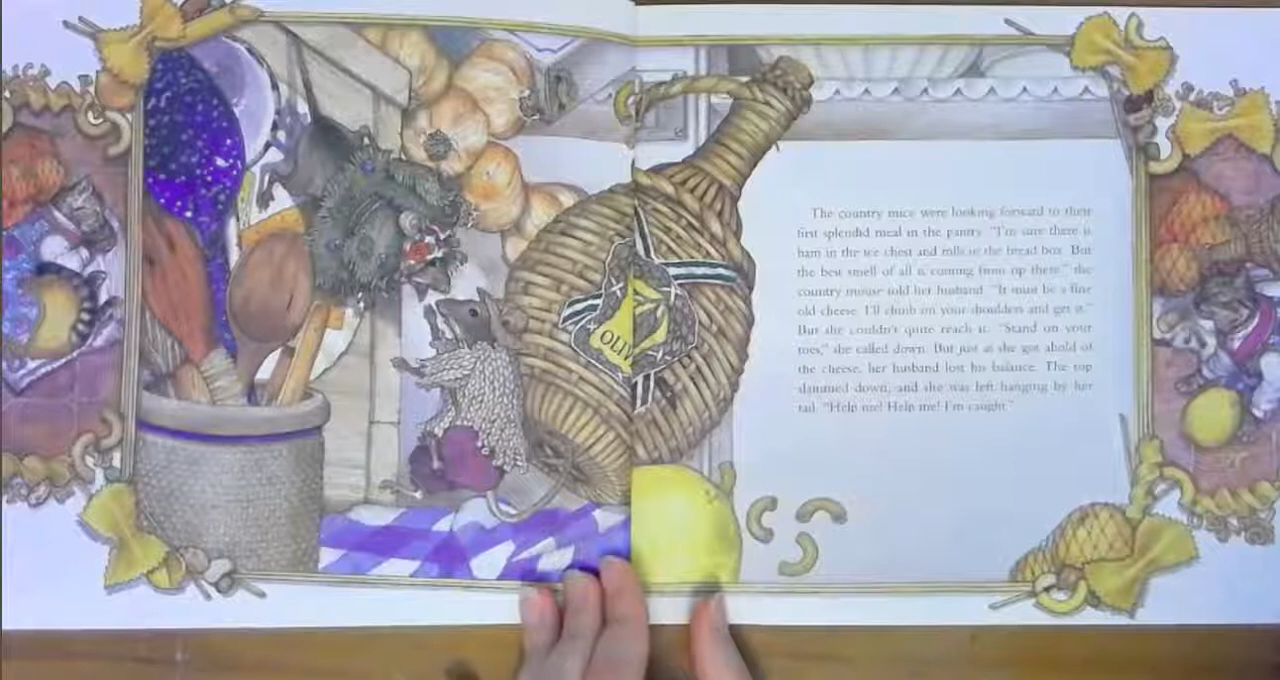 OLIV
The country mice were looking forward to their
first splendid meal in the pantry. "I'm sure there is
ham in the ice chest and rolls in the bread box. But
the best smell of all is coming from up there," the
country mouse told her husband. "It must be a fine
old cheese. I'll climb on your shoulders and get it."
But she couldn't quite reach it. "Stand on your
toes," she called down. But just as she got ahold of
the cheese, her husband lost his balance. The top
slammed down, and she was left hanging by her
tail. "Help me! Help me! I'm caught."